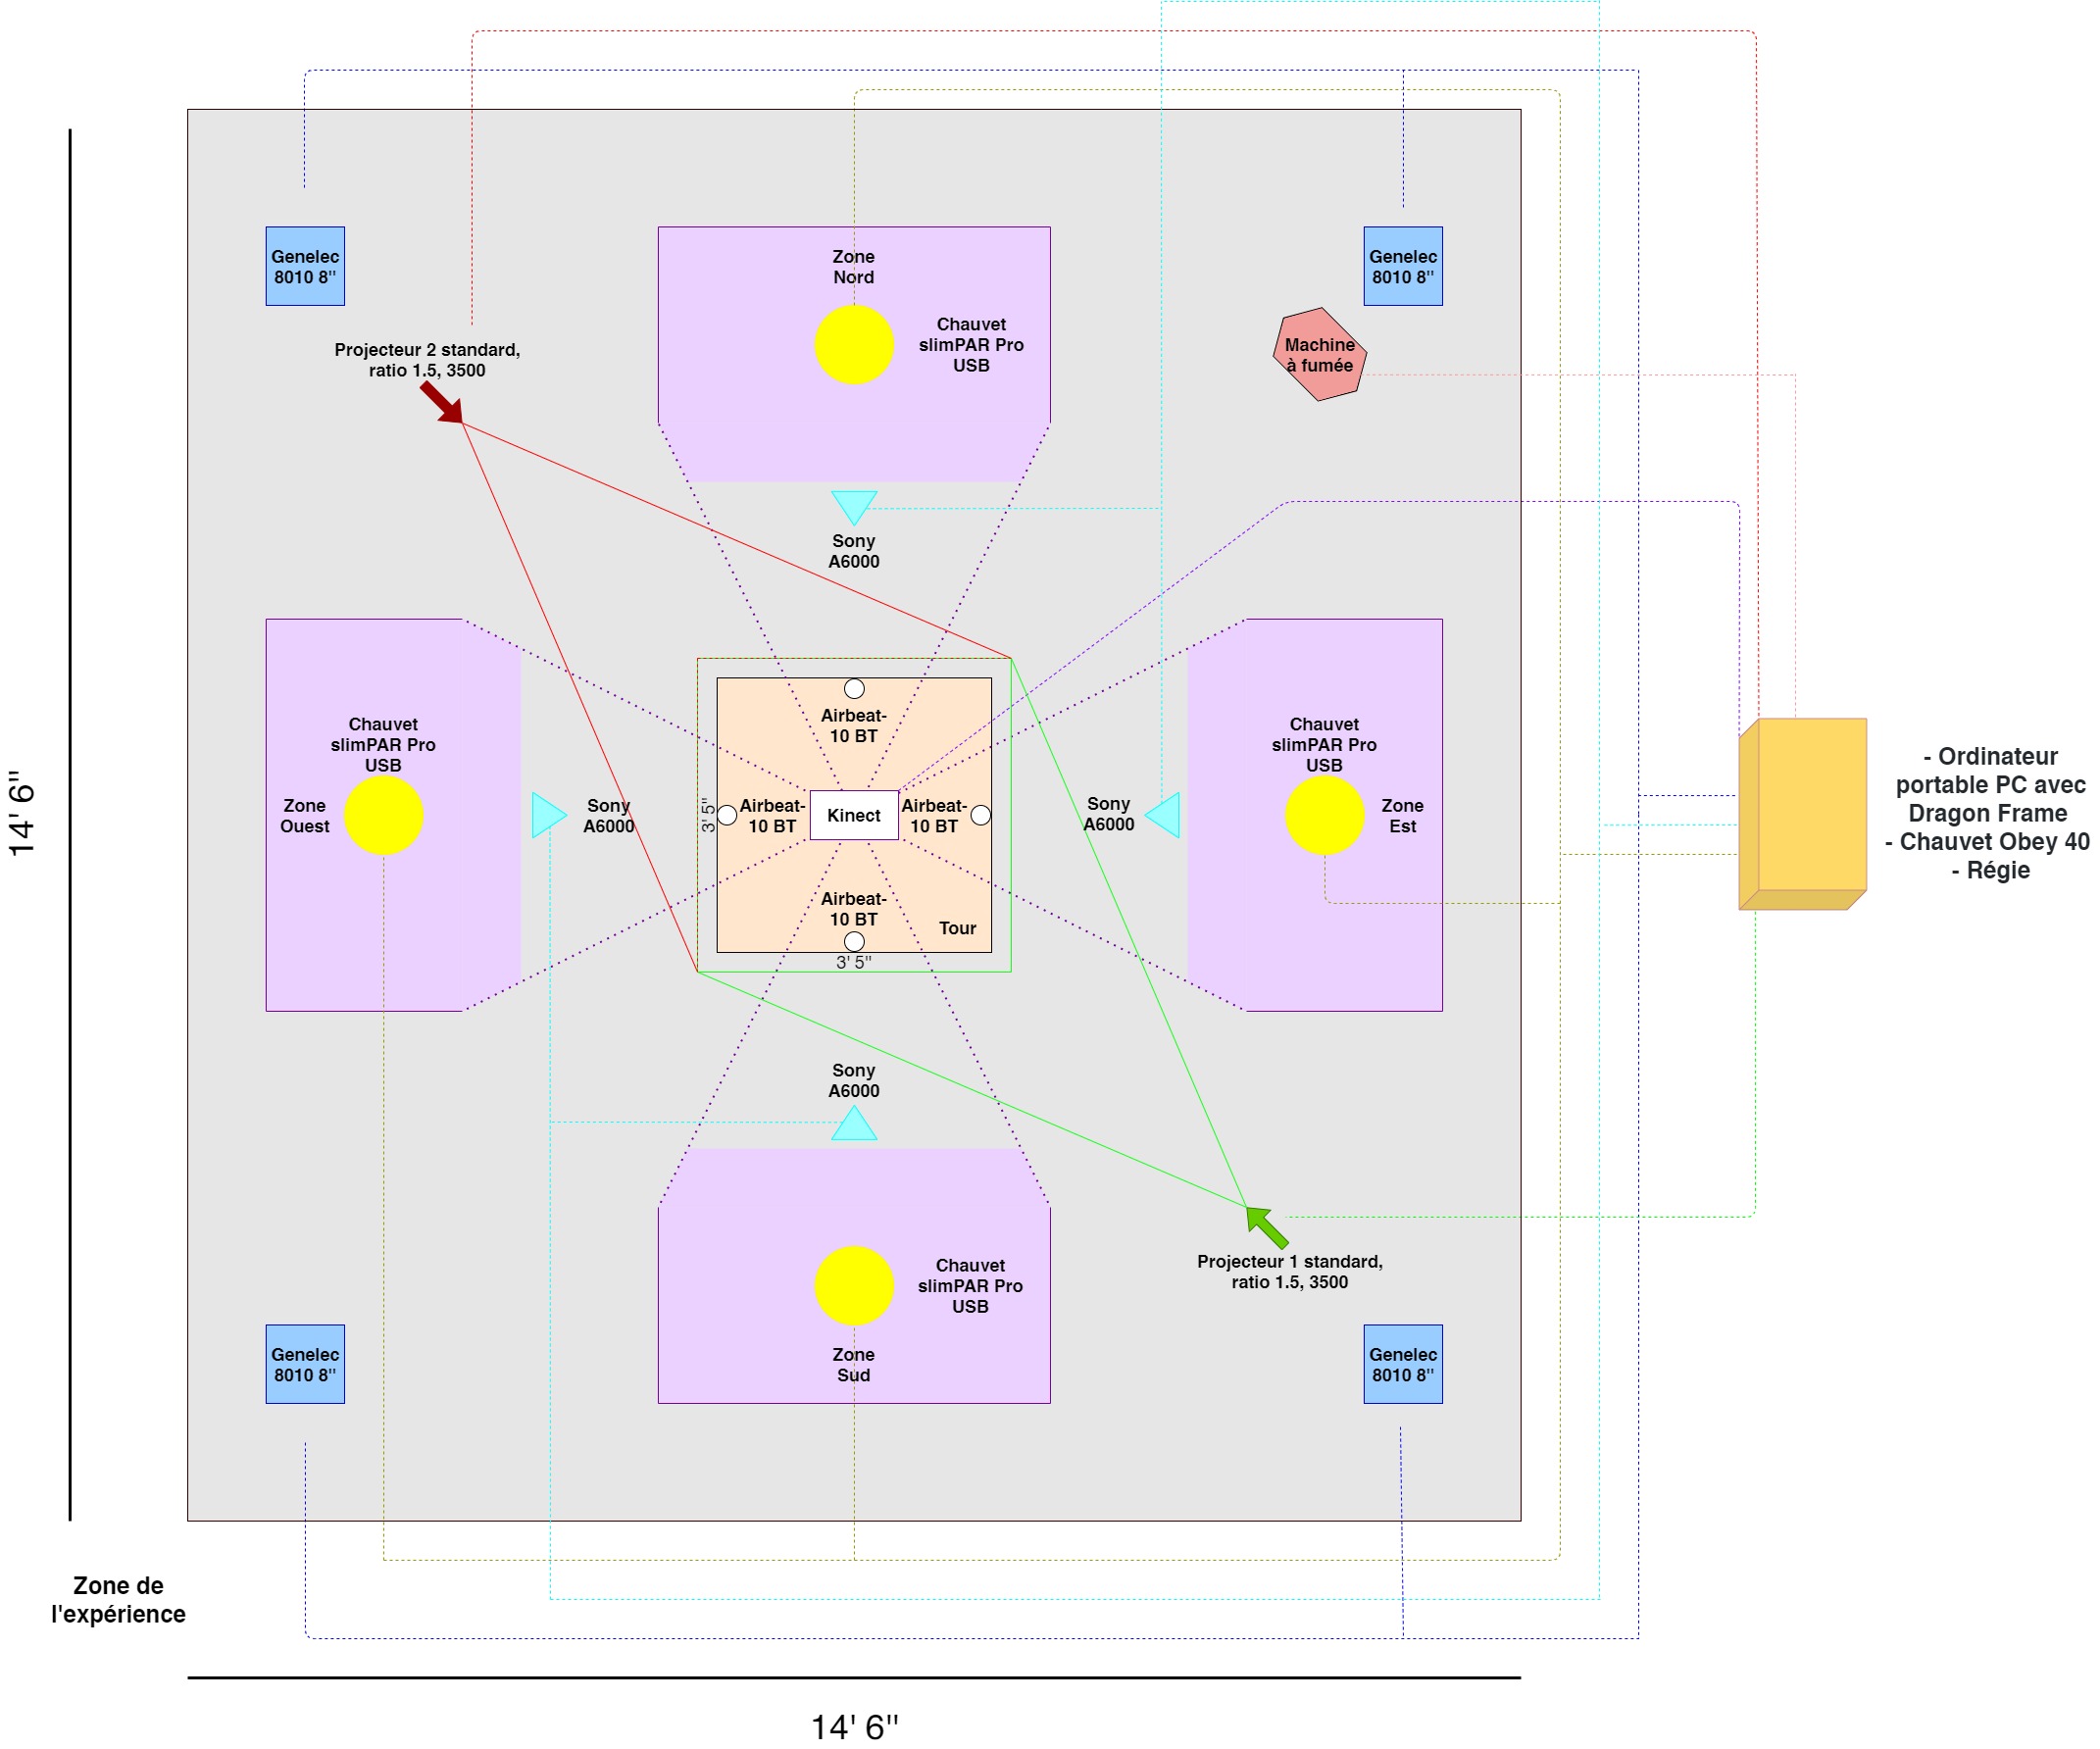 Genelec
8010 8"
Zone
Nord
Chauvet
slimPAR Pro
USB
Genelec
8010 8"
Machine
à fumée
Projecteur 2 standard,
ratio 1.5, 3500
Sony
A6000
14' 6"
Chauvet
slimPAR Pro
USB
Zone
Ouest
Sony
A6000
3' 5"
Airbeat-
10 BT
Airbeat-
10 BT
Kinect
Airbeat-
10 BT
Airbeat-
10 BT
Tour
3' 5"
Sony
A6000
Chauvet
slimPAR Pro
USB
Zone
Est
- Ordinateur
portable PC avec
Dragon Frame
- Chauvet Obey 40
- Régie
Sony
A6000
Chauvet
slimPAR Pro
USB
Zone
Sud
Projecteur 1 standard,
ratio 1.5, 3500
Genelec
8010 8"
Genelec
8010 8"
Zone de
l'expérience
14' 6"